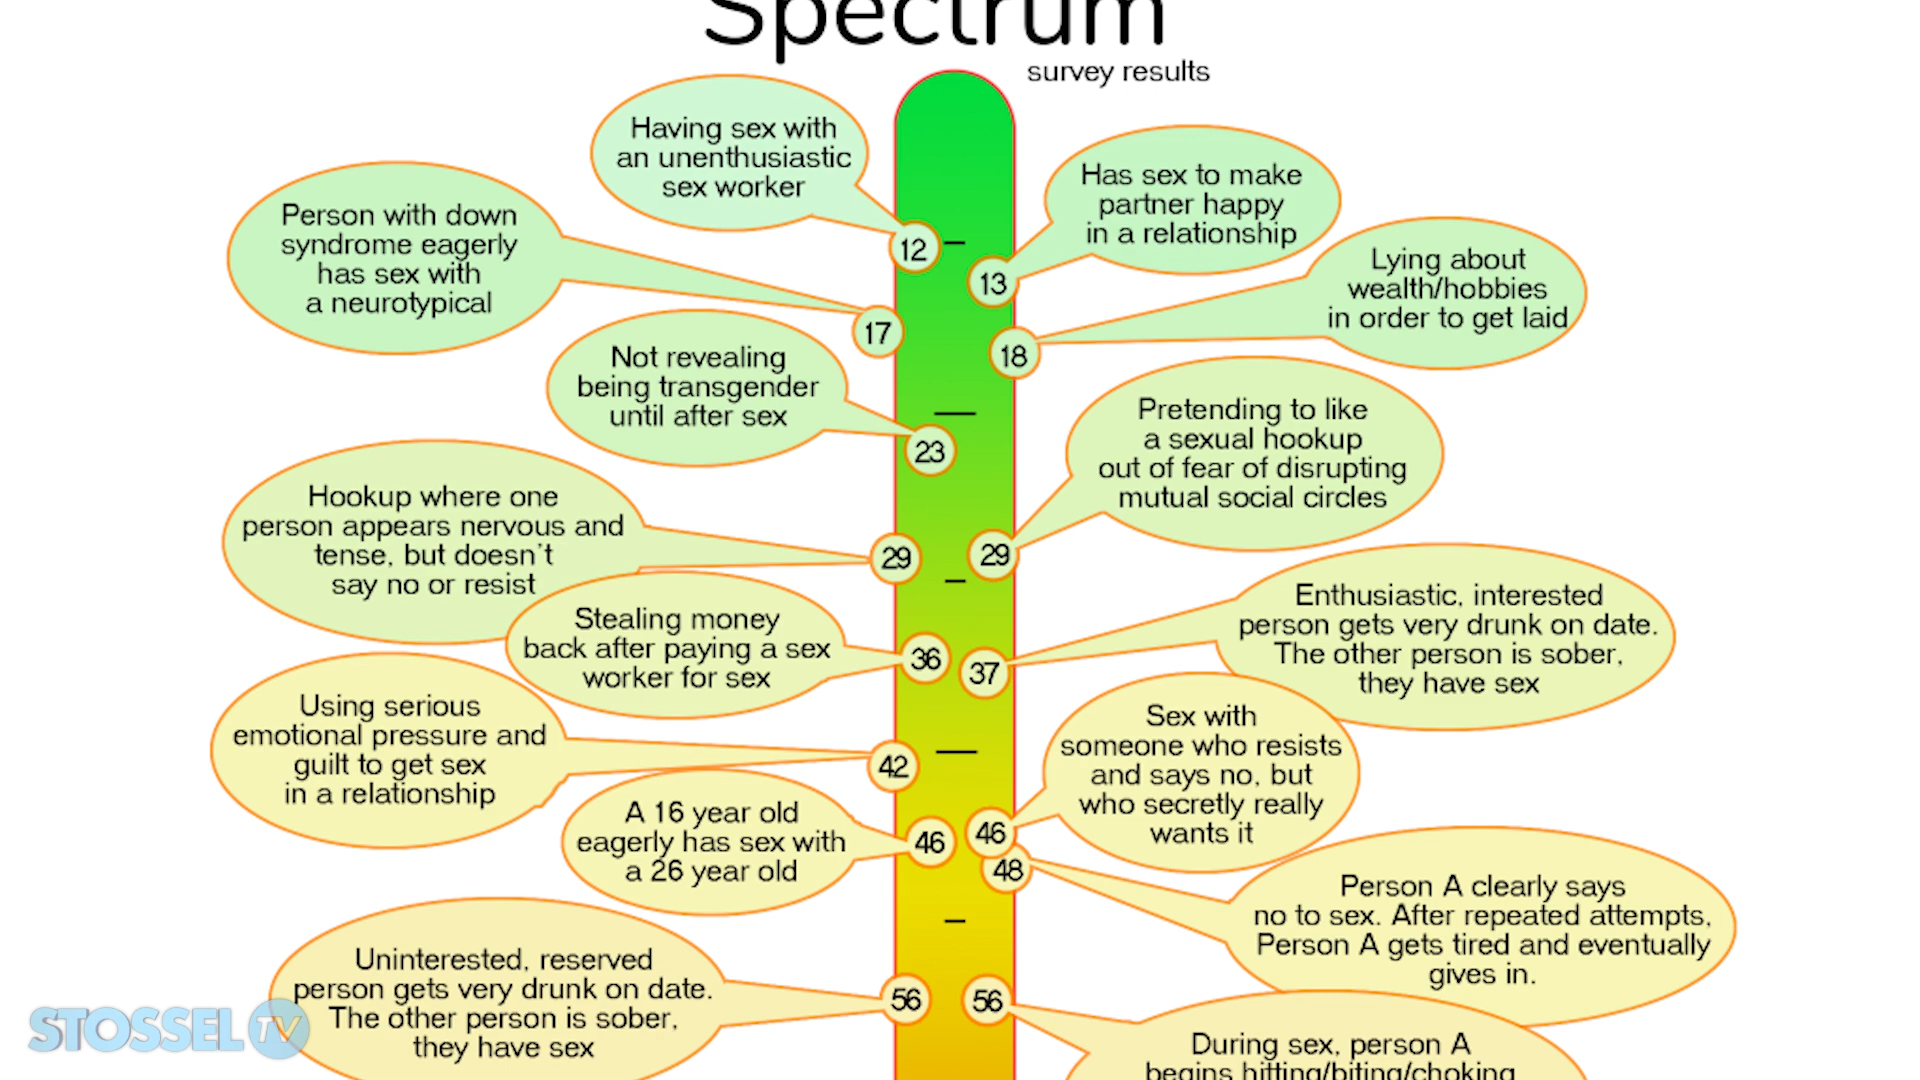 Spectrum
survey results
Having sex with
an unenthusiastic
sex worker
12
Has sex to make
partner happy
in a relationship
13
Person with down
syndrome eagerly
has sex with
a neurotypical
17
Lying about
wealth/hobbies
in order to get laid
18
Not revealing
being transgender
until after sex
23
Pretending to like
a sexual hookup
out of fear of disrupting
mutual social circles
29
Hookup where one
person appears nervous and
tense, but doesn't
say no or resist
29
Stealing money
back after paying a sex
worker for sex
36
Enthusiastic, interested
person gets very drunk on date.
The other person is sober,
they have sex
37
Using serious
emotional pressure and
guilt to get sex
in a relationship
42
Sex with
someone who resists
and says no, but
who secretly really
wants it
46
A 16 year old
eagerly has sex with
a 26 year old
46
Person A clearly says
no to sex. After repeated attempts,
Person A gets tired and eventually
gives in.
48
Uninterested, reserved
person gets very drunk on date.
The other person is sober,
they have sex
56
During sex, person A
begins hitting/biting/choking
56
STOSSEL TV